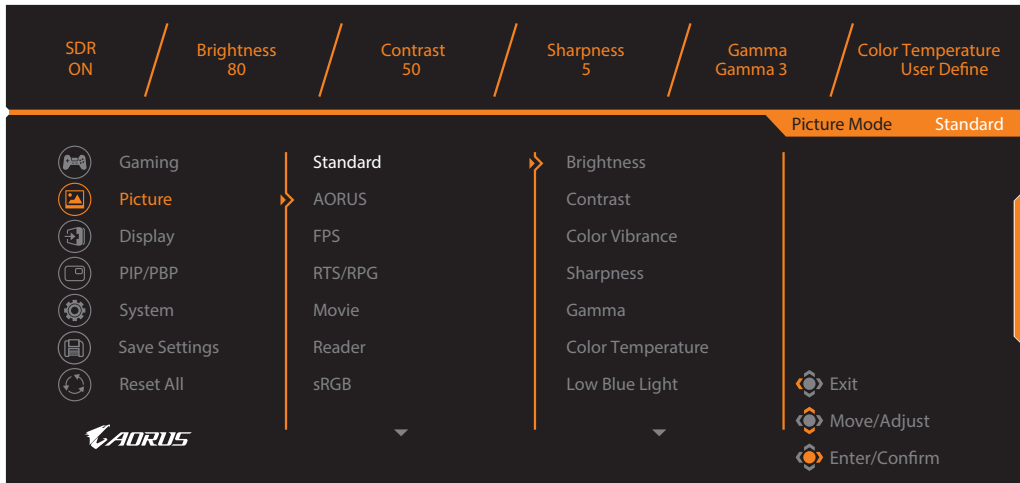 SDR
ON
Brightness
80
Contrast
50
Sharpness
5
Gamma
Gamma 3
Color Temperature
User Define
Picture Mode Standard
Gaming
Picture
Display
PIP/PBP
System
Save Settings
Reset All
Standard
AORUS
FPS
RTS/RPG
Movie
Reader
sRGB
Brightness
Contrast
Color Vibrance
Sharpness
Gamma
Color Temperature
Low Blue Light
Exit
Move/Adjust
Enter/Confirm
AORUS